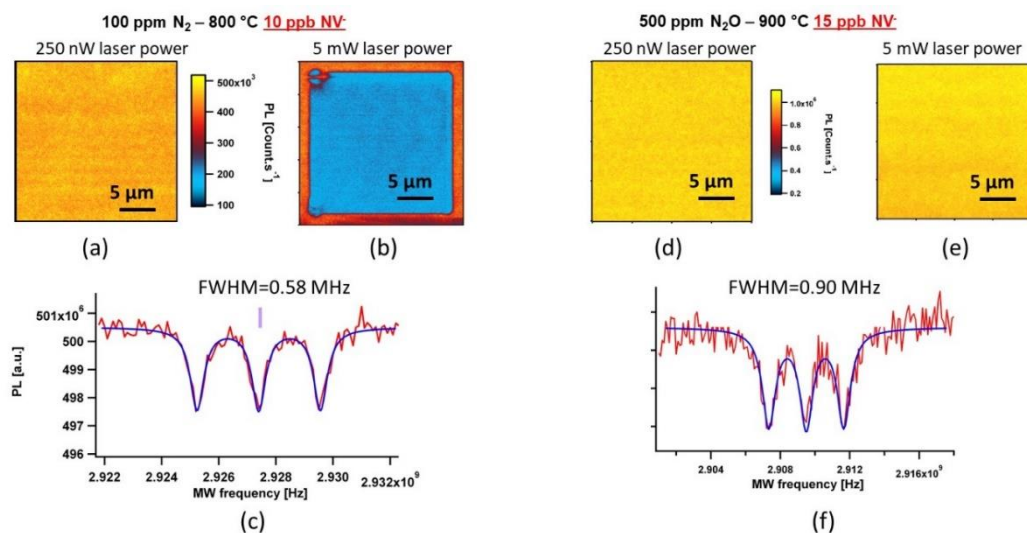 100 ppm N₂ – 800 °C 10 ppb NV⁻
250 nW laser power
5 mW laser power
500x10³
400
300
200
100
PL [Count.s⁻¹]
5 µm
5 µm
(a)
(b)
500 ppm N₂O – 900 °C 15 ppb NV⁻
250 nW laser power
5 mW laser power
1.0x10⁶
0.8
0.6
0.4
0.2
PL [Count.s⁻¹]
5 µm
5 µm
(d)
(e)
FWHM=0.58 MHz
501x10⁶
500
499
498
497
496
PL [a.u.]
2.922 2.924 2.926 2.928 2.930 2.932x10⁹
MW frequency [Hz]
(c)
FWHM=0.90 MHz
2.904 2.908 2.912 2.916x10⁹
MW frequency [Hz]
(f)